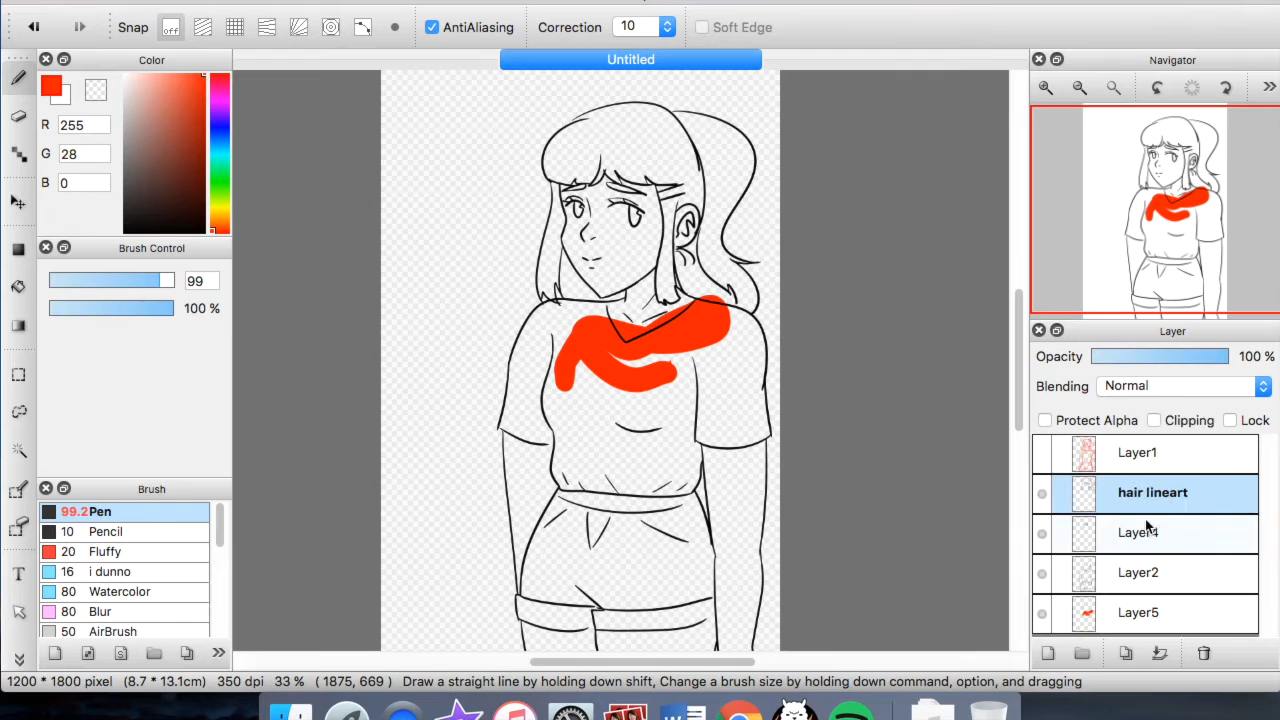 Snap off AntiAliasing Correction 10 Soft Edge
Untitled
Color
R 255
G 28
B 0
Brush Control
99
100 %
Brush
99.2 Pen
10 Pencil
20 Fluffy
16 i dunno
80 Watercolor
80 Blur
50 AirBrush
Navigator
Layer
Opacity 100 %
Blending Normal
Protect Alpha Clipping Lock
Layer1
hair lineart
Layer4
Layer2
Layer5
1200 * 1800 pixel (8.7 * 13.1cm) 350 dpi 33 % ( 1875, 669 ) Draw a straight line by holding down shift, Change a brush size by holding down command, option, and dragging